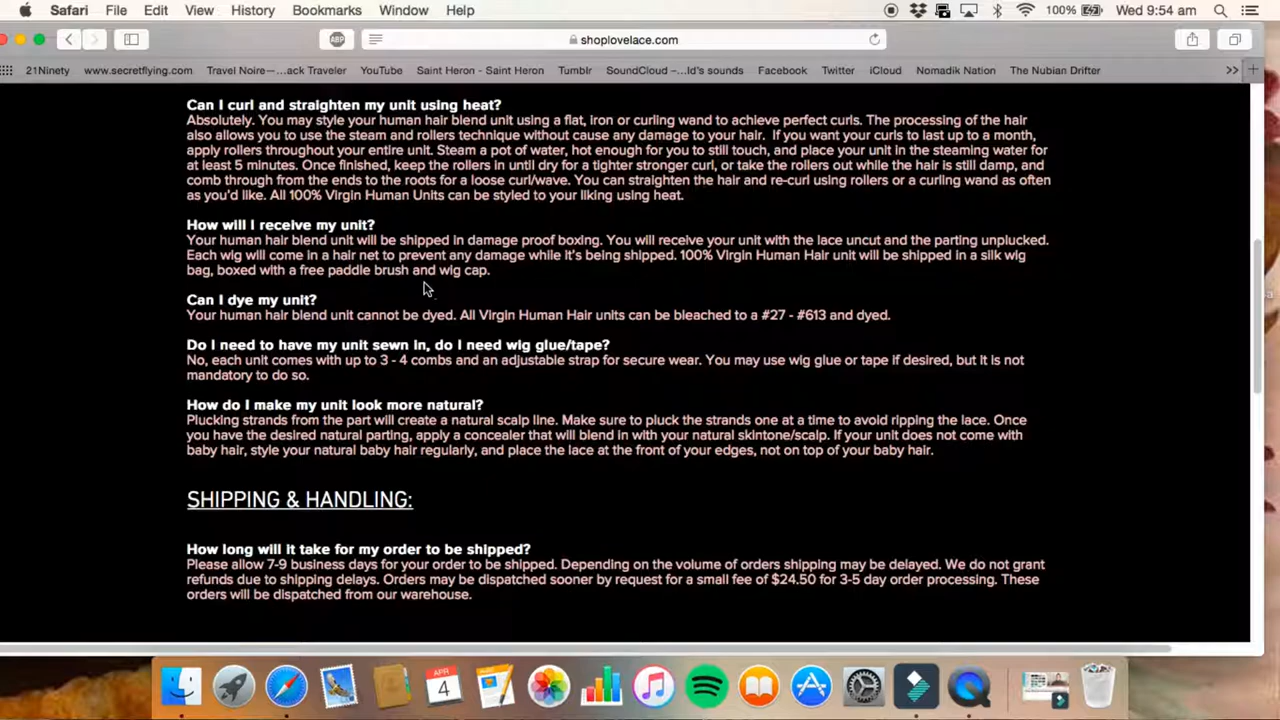 Safari File Edit View History Bookmarks Window Help 100% Wed 9:54 am
ABP shoplovelace.com
21Ninety www.secretflying.com Travel Noire—...ack Traveler YouTube Saint Heron - Saint Heron Tumblr SoundCloud –...ld's sounds Facebook Twitter iCloud Nomadik Nation The Nubian Drifter
Can I curl and straighten my unit using heat?
Absolutely. You may style your human hair blend unit using a flat, iron or curling wand to achieve perfect curls. The processing of the hair
also allows you to use the steam and rollers technique without cause any damage to your hair. If you want your curls to last up to a month,
apply rollers throughout your entire unit. Steam a pot of water, hot enough for you to still touch, and place your unit in the steaming water for
at least 5 minutes. Once finished, keep the rollers in until dry for a tighter stronger curl, or take the rollers out while the hair is still damp, and
comb through from the ends to the roots for a loose curl/wave. You can straighten the hair and re-curl using rollers or a curling wand as often
as you'd like. All 100% Virgin Human Units can be styled to your liking using heat.
How will I receive my unit?
Your human hair blend unit will be shipped in damage proof boxing. You will receive your unit with the lace uncut and the parting unplucked.
Each wig will come in a hair net to prevent any damage while it's being shipped. 100% Virgin Human Hair unit will be shipped in a silk wig
bag, boxed with a free paddle brush and wig cap.
Can I dye my unit?
Your human hair blend unit cannot be dyed. All Virgin Human Hair units can be bleached to a #27 - #613 and dyed.
Do I need to have my unit sewn in, do I need wig glue/tape?
No, each unit comes with up to 3 - 4 combs and an adjustable strap for secure wear. You may use wig glue or tape if desired, but it is not
mandatory to do so.
How do I make my unit look more natural?
Plucking strands from the part will create a natural scalp line. Make sure to pluck the strands one at a time to avoid ripping the lace. Once
you have the desired natural parting, apply a concealer that will blend in with your natural skintone/scalp. If your unit does not come with
baby hair, style your natural baby hair regularly, and place the lace at the front of your edges, not on top of your baby hair.
SHIPPING & HANDLING:
How long will it take for my order to be shipped?
Please allow 7-9 business days for your order to be shipped. Depending on the volume of orders shipping may be delayed. We do not grant
refunds due to shipping delays. Orders may be dispatched sooner by request for a small fee of $24.50 for 3-5 day order processing. These
orders will be dispatched from our warehouse.
APR
4